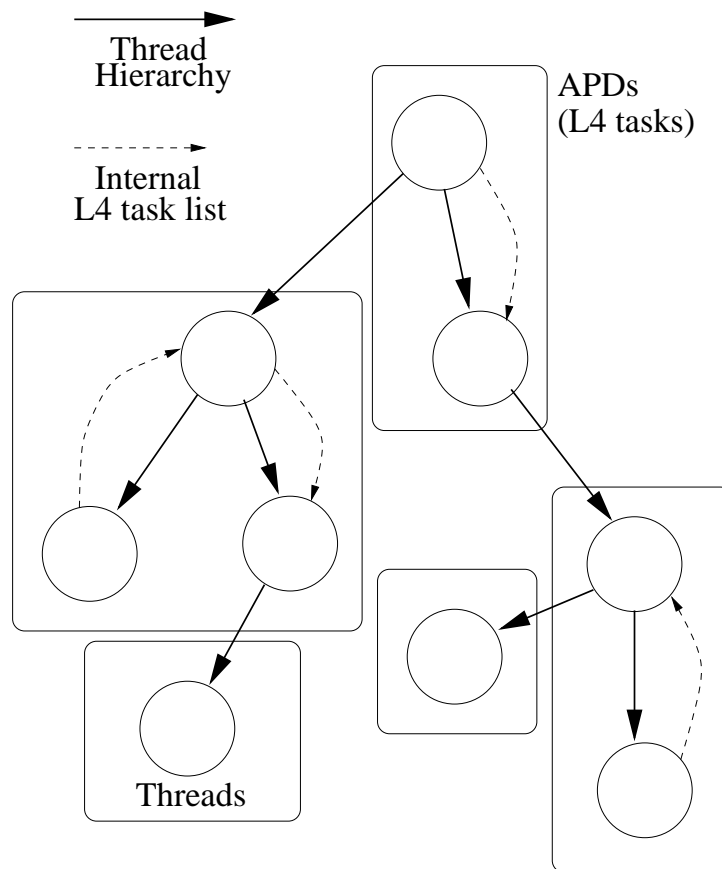 Thread
Hierarchy
APDs
(L4 tasks)
Internal
L4 task list
Threads